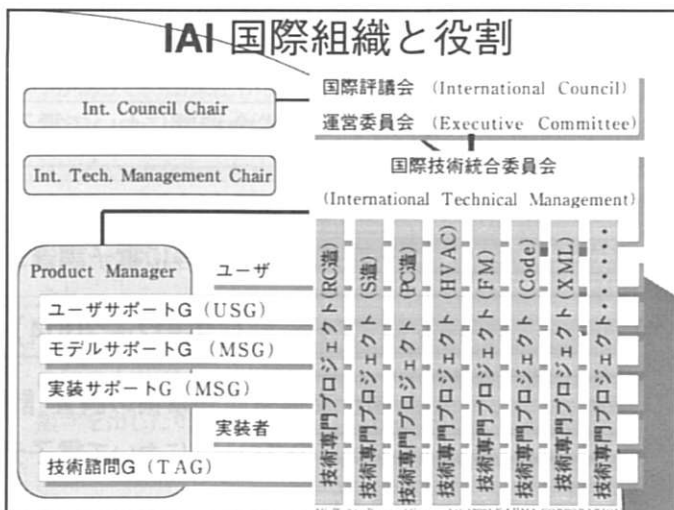 IAI 国際組織と役割
国際評議会 (International Council)
Int. Council Chair
運営委員会 (Executive Committee)
国際技術統合委員会
Int. Tech. Management Chair
(International Technical Management)
Product Manager
ユーザ
ユーザサポートG (USG)
モデルサポートG (MSG)
実装サポートG (MSG)
実装者
技術諮問G (TAG)
技術専門プロジェクト(RC造)
技術専門プロジェクト (S造)
技術専門プロジェクト (PC造)
技術専門プロジェクト(HVAC)
技術専門プロジェクト (FM)
技術専門プロジェクト (Code)
技術専門プロジェクト (XML)
技術専門プロジェクト・・・・・・